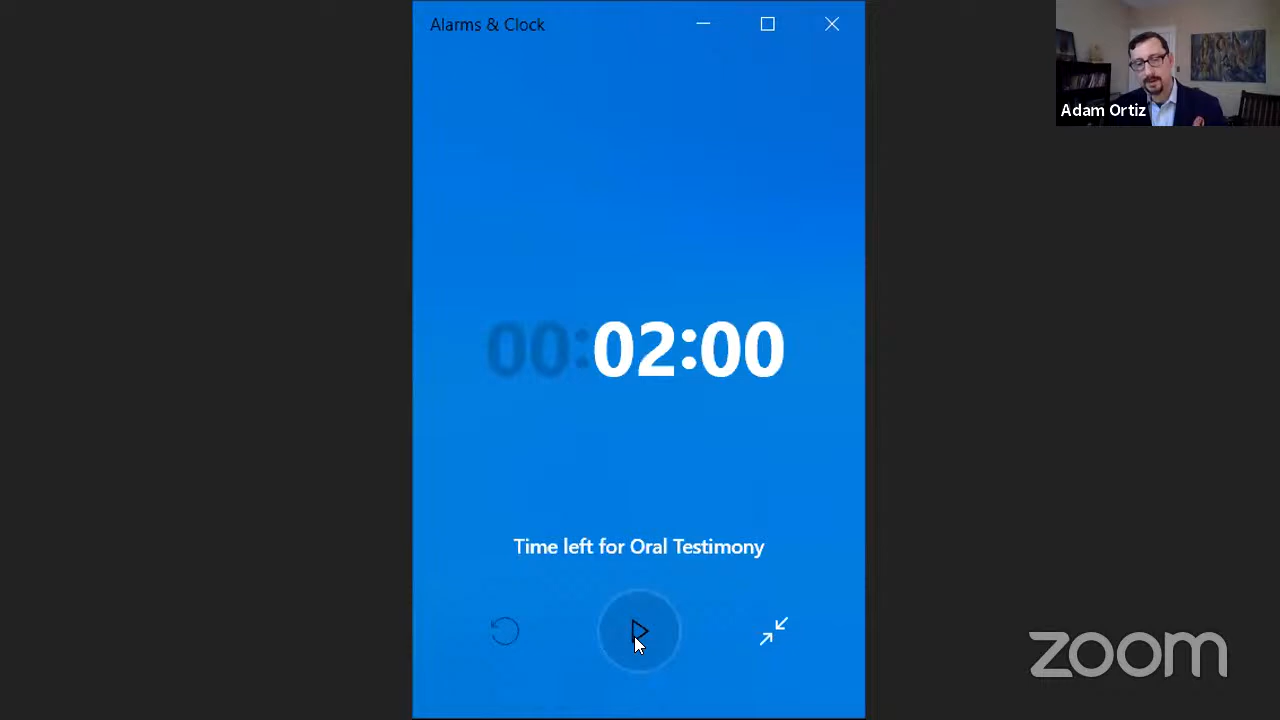 Alarms & Clock
Adam Ortiz
00:02:00
Time left for Oral Testimony
zoom